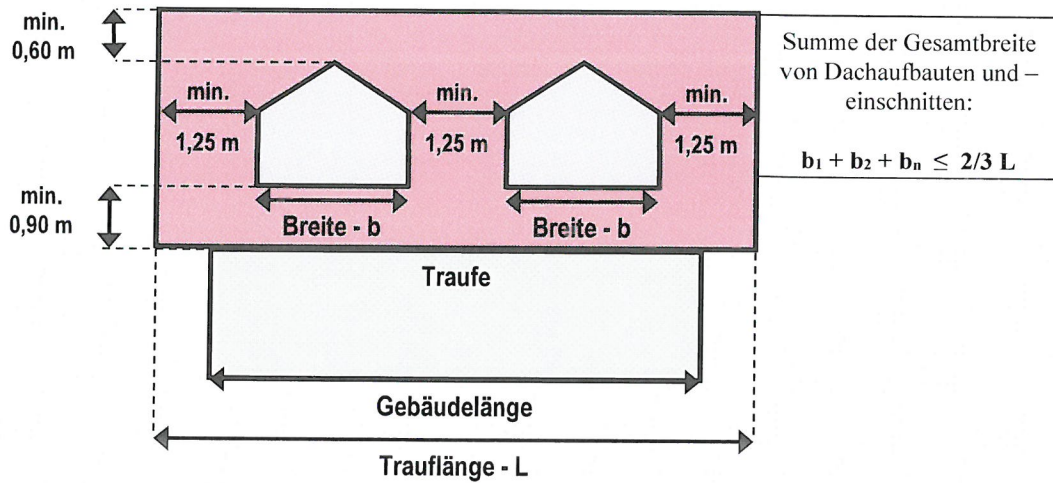 min.
0,60 m
min.
1,25 m
min.
1,25 m
min.
1,25 m
Summe der Gesamtbreite
von Dachaufbauten und –
einschnitten:
b₁ + b₂ + bₙ ≤ 2/3 L
min.
0,90 m
Breite - b
Breite - b
Traufe
Gebäudelänge
Trauflänge - L